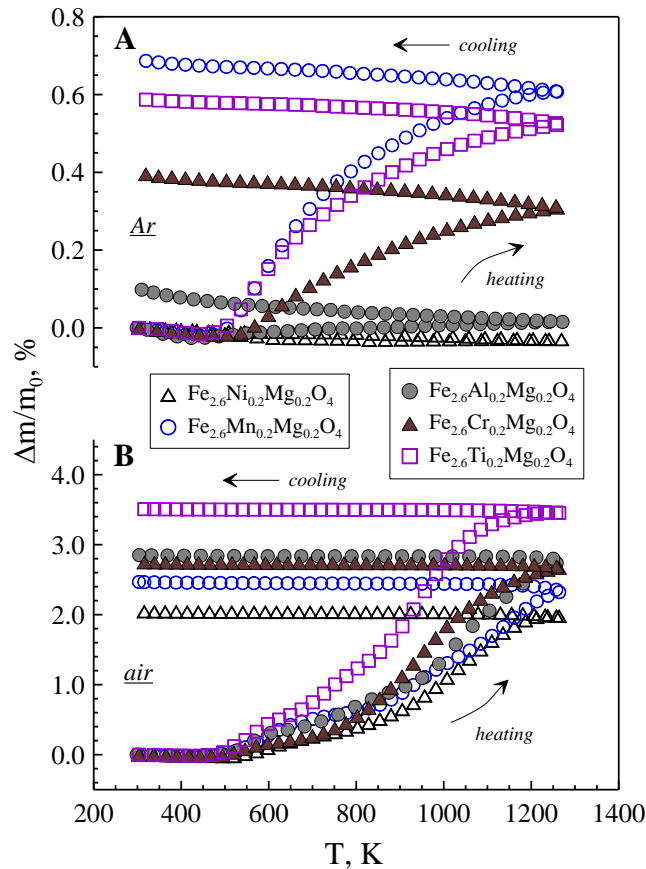 A
cooling
0.8
0.6
0.4
0.2
0.0
Ar
heating
Δm/m₀, %
Fe₂.₆Ni₀.₂Mg₀.₂O₄
Fe₂.₆Mn₀.₂Mg₀.₂O₄
Fe₂.₆Al₀.₂Mg₀.₂O₄
Fe₂.₆Cr₀.₂Mg₀.₂O₄
Fe₂.₆Ti₀.₂Mg₀.₂O₄
B
cooling
4.0
3.0
2.0
1.0
0.0
air
heating
200 400 600 800 1000 1200 1400
T, K